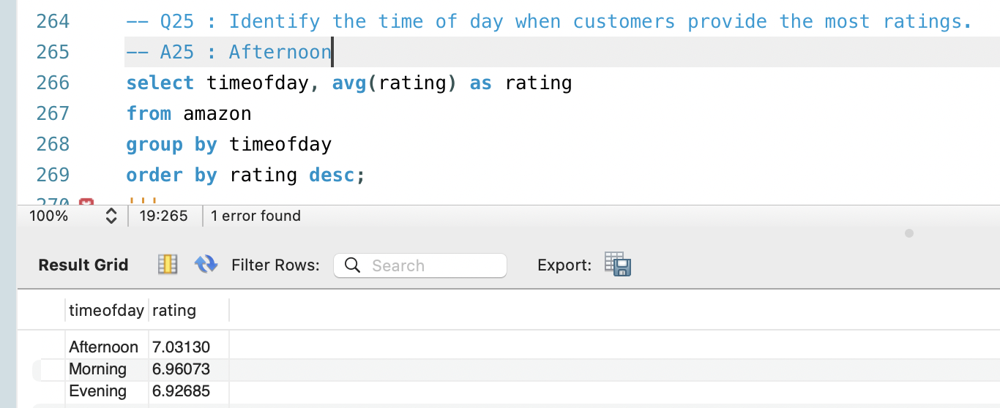 264 -- Q25 : Identify the time of day when customers provide the most ratings.
265 -- A25 : Afternoon
266 select timeofday, avg(rating) as rating
267 from amazon
268 group by timeofday
269 order by rating desc;
270 '''
100% 19:265 1 error found
Result Grid Filter Rows: Search Export:
timeofday rating
Afternoon 7.03130
Morning 6.96073
Evening 6.92685